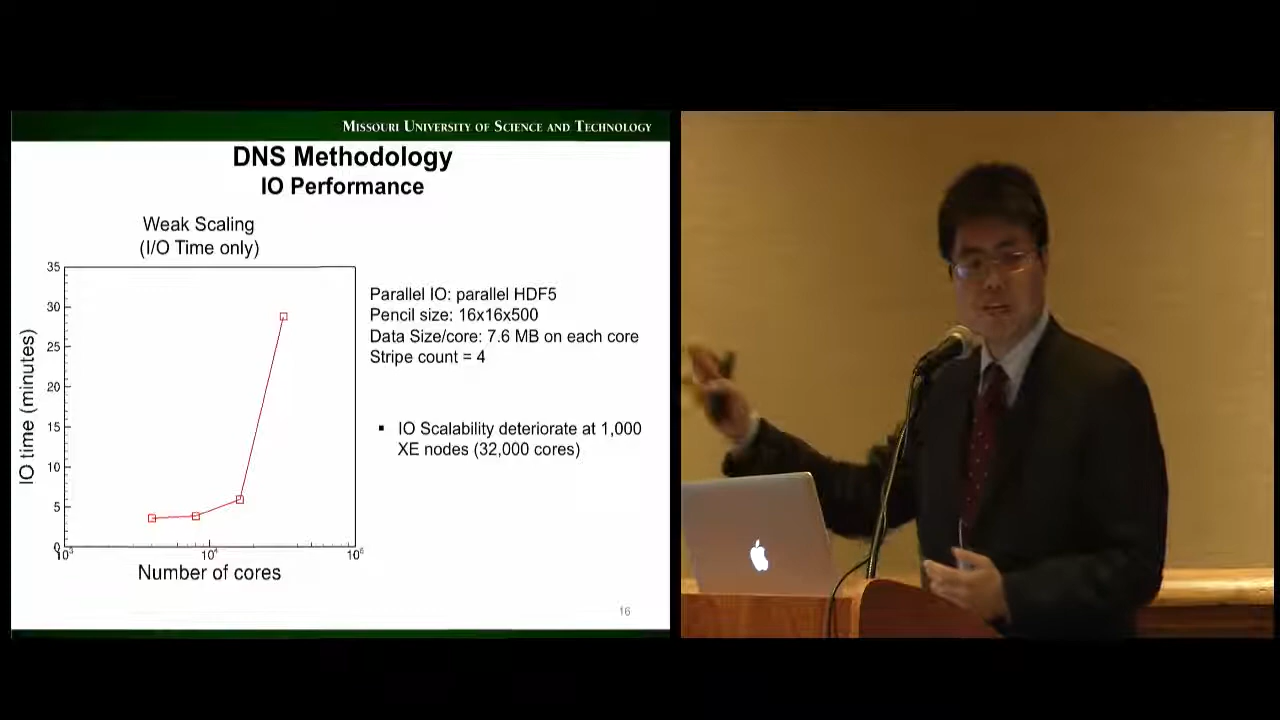 MISSOURI UNIVERSITY OF SCIENCE AND TECHNOLOGY
DNS Methodology
IO Performance
Weak Scaling
(I/O Time only)
35
30
25
20
15
10
5
0
IO time (minutes)
10³
10⁴
10⁵
Number of cores
Parallel IO: parallel HDF5
Pencil size: 16x16x500
Data Size/core: 7.6 MB on each core
Stripe count = 4
▪ IO Scalability deteriorate at 1,000
XE nodes (32,000 cores)
16